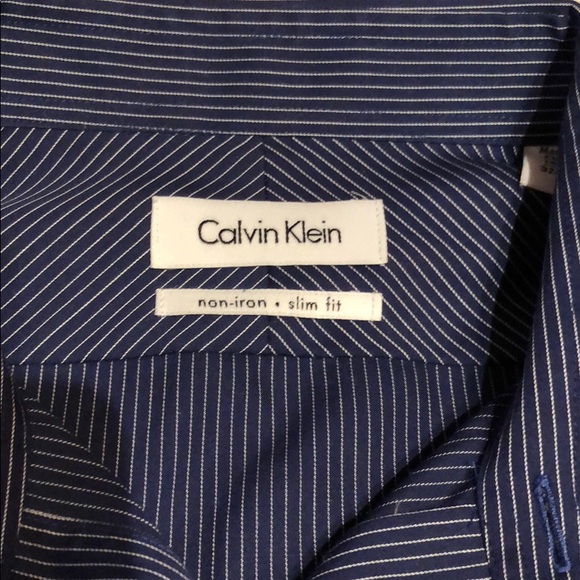 Calvin Klein
non-iron • slim fit